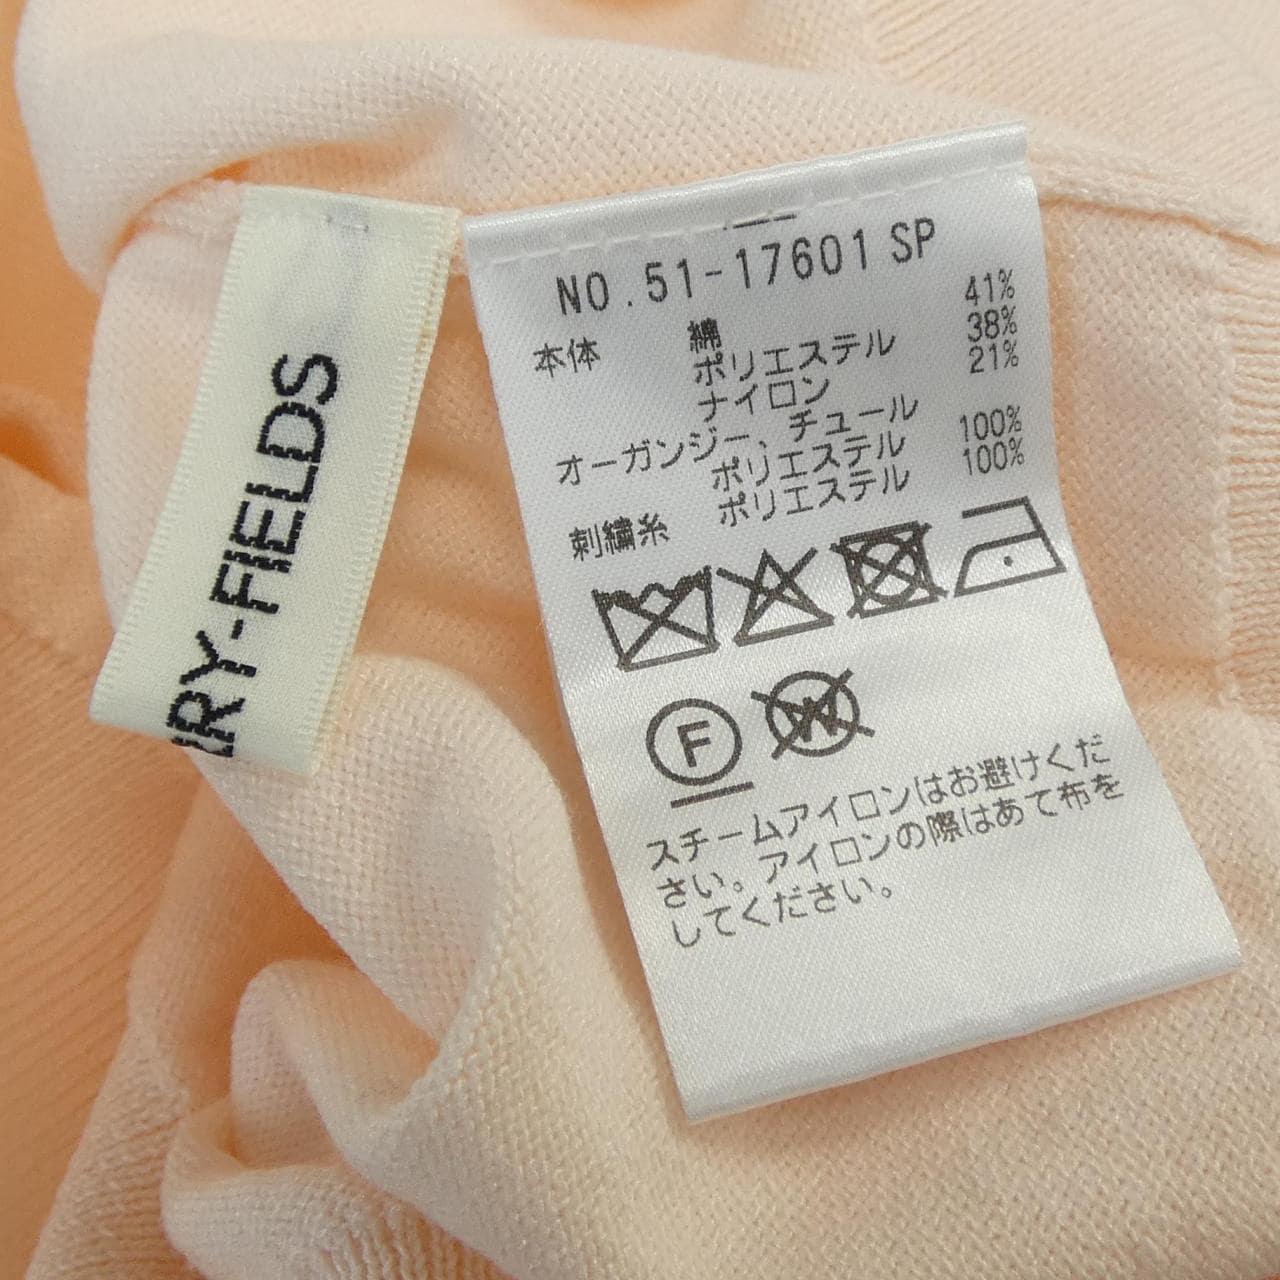 RY-FIELDS
NO.51-17601 SP
本体 綿 41%
ポリエステル 38%
ナイロン 21%
オーガンジー、チュール
ポリエステル 100%
刺繍糸 ポリエステル 100%
F
W
スチームアイロンはお避けくだ
さい。アイロンの際はあて布を
してください。